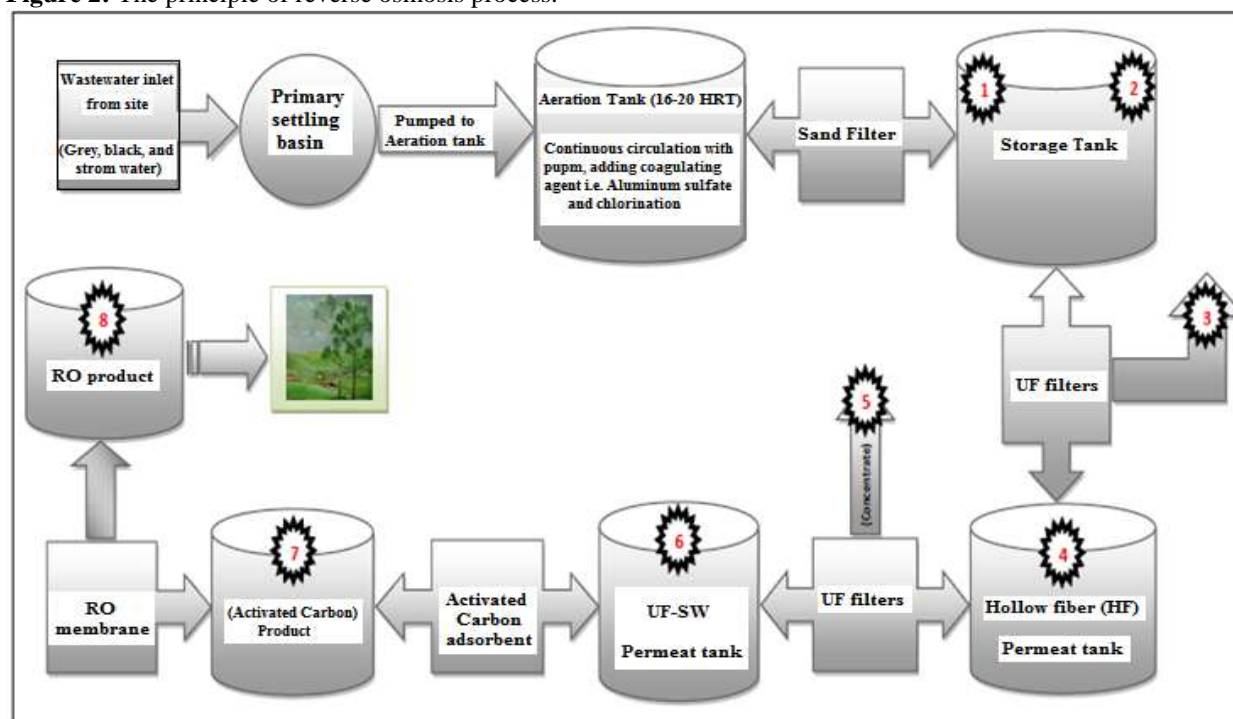 Figure 2: The principle of reverse osmosis process.
Wastewater inlet
from site
(Grey, black, and
strom water)
Primary
settling
basin
Pumped to
Aeration tank
Aeration Tank (16-20 HRT)
Continuous circulation with
pupm, adding coagulating
agent i.e. Aluminum sulfate
and chlorination
Sand Filter
1
2
Storage Tank
8
RO product
UF filters
3
5
(Concentrate)
RO
membrane
7
(Activated Carbon)
Product
Activated
Carbon
adsorbent
6
UF-SW
Permeat tank
UF filters
4
Hollow fiber (HF)
Permeat tank